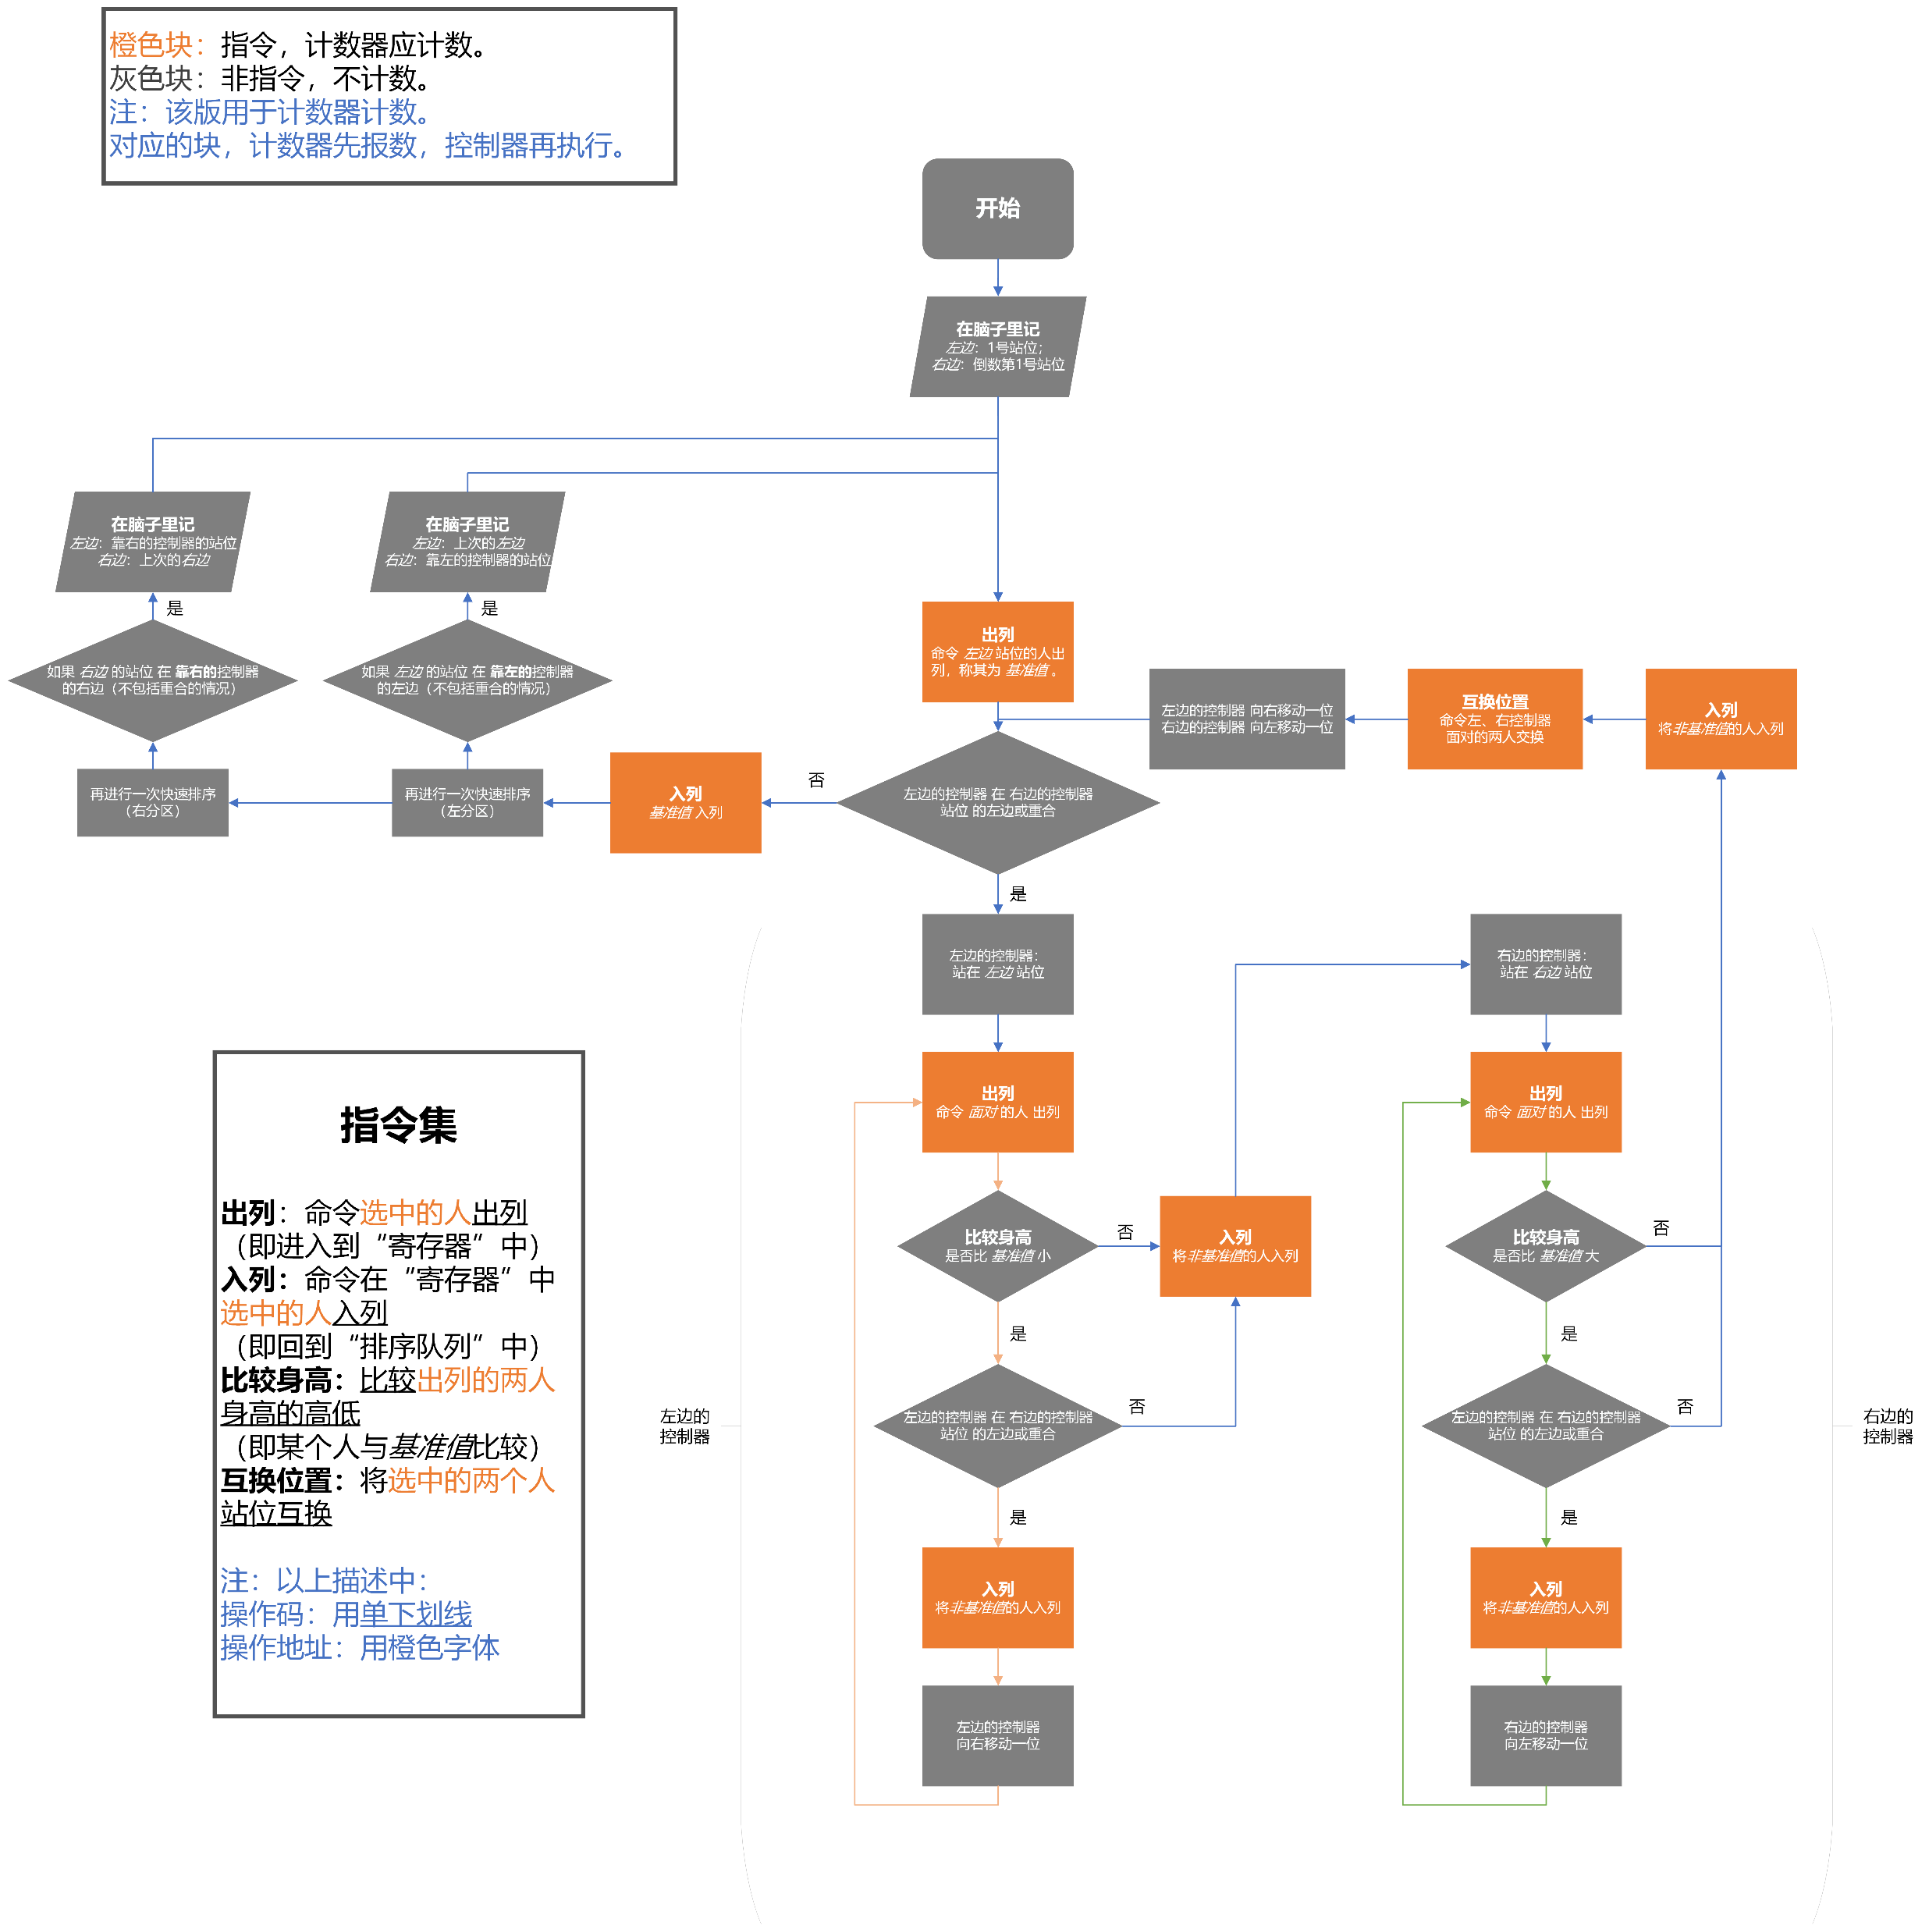 橙色块：指令，计数器应计数。
灰色块：非指令，不计数。
注：该版用于计数器计数。
对应的块，计数器先报数，控制器再执行。
开始
在脑子里记
左边：1号站位；
右边：倒数第1号站位
在脑子里记
左边：靠右的控制器的站位
右边：上次的右边
在脑子里记
左边：上次的左边
右边：靠左的控制器的站位
是
是
出列
命令 左边 站位的人出
列，称其为 基准值 。
如果 右边 的站位 在 靠右的控制器
的右边（不包括重合的情况）
如果 左边 的站位 在 靠左的控制器
的左边（不包括重合的情况）
左边的控制器 向右移动一位
右边的控制器 向左移动一位
互换位置
命令左、右控制器
面对的两人交换
入列
将非基准值的人入列
再进行一次快速排序
（右分区）
再进行一次快速排序
（左分区）
入列
基准值 入列
否
左边的控制器 在 右边的控制器
站位 的左边或重合
是
左边的控制器：
站在 左边 站位
右边的控制器：
站在 右边 站位
出列
命令 面对 的人 出列
出列
命令 面对 的人 出列
比较身高
是否比 基准值 小
否
入列
将非基准值的人入列
比较身高
是否比 基准值 大
否
是
是
左边的控制器 在 右边的控制器
站位 的左边或重合
否
左边的控制器 在 右边的控制器
站位 的左边或重合
否
左边的
控制器
右边的
控制器
是
是
入列
将非基准值的人入列
入列
将非基准值的人入列
左边的控制器
向右移动一位
右边的控制器
向左移动一位
指令集
出列：命令选中的人出列
（即进入到“寄存器”中）
入列：命令在“寄存器”中
选中的人入列
（即回到“排序队列”中）
比较身高：比较出列的两人
身高的高低
（即某个人与基准值比较）
互换位置：将选中的两个人
站位互换
注：以上描述中：
操作码：用单下划线
操作地址：用橙色字体